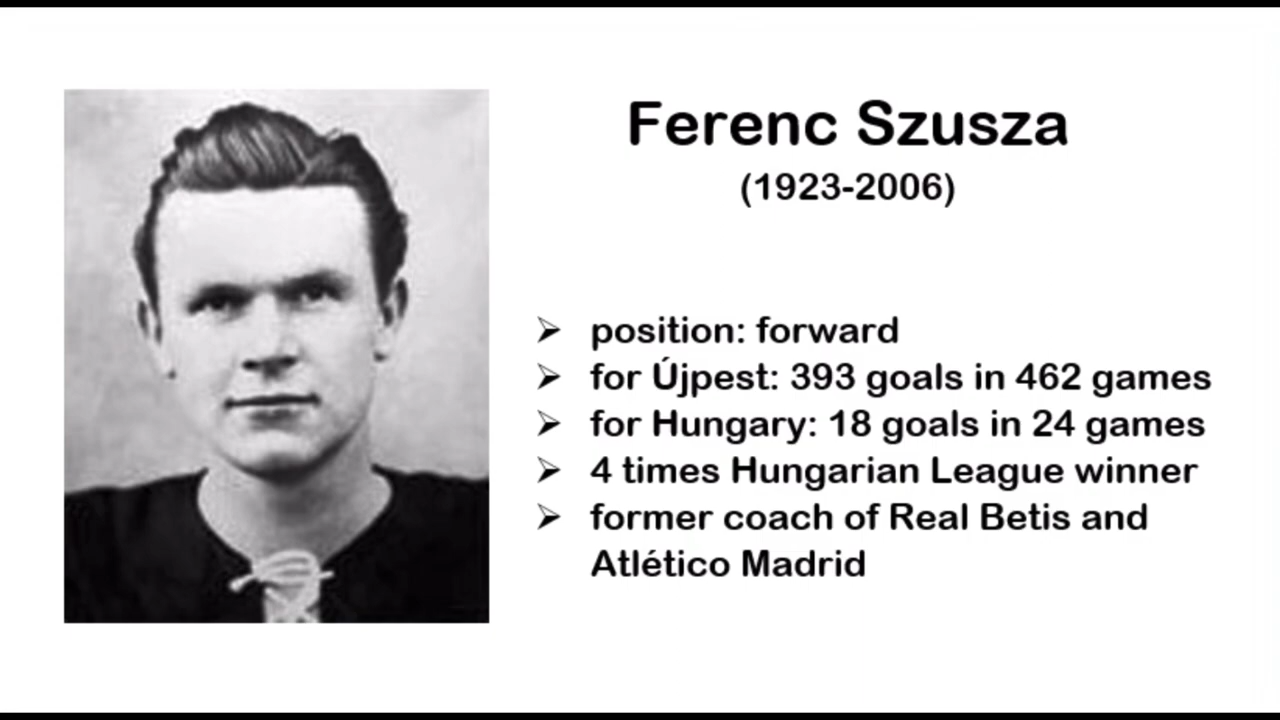 Ferenc Szusza
(1923-2006)
➢ position: forward
➢ for Újpest: 393 goals in 462 games
➢ for Hungary: 18 goals in 24 games
➢ 4 times Hungarian League winner
➢ former coach of Real Betis and
Atlético Madrid